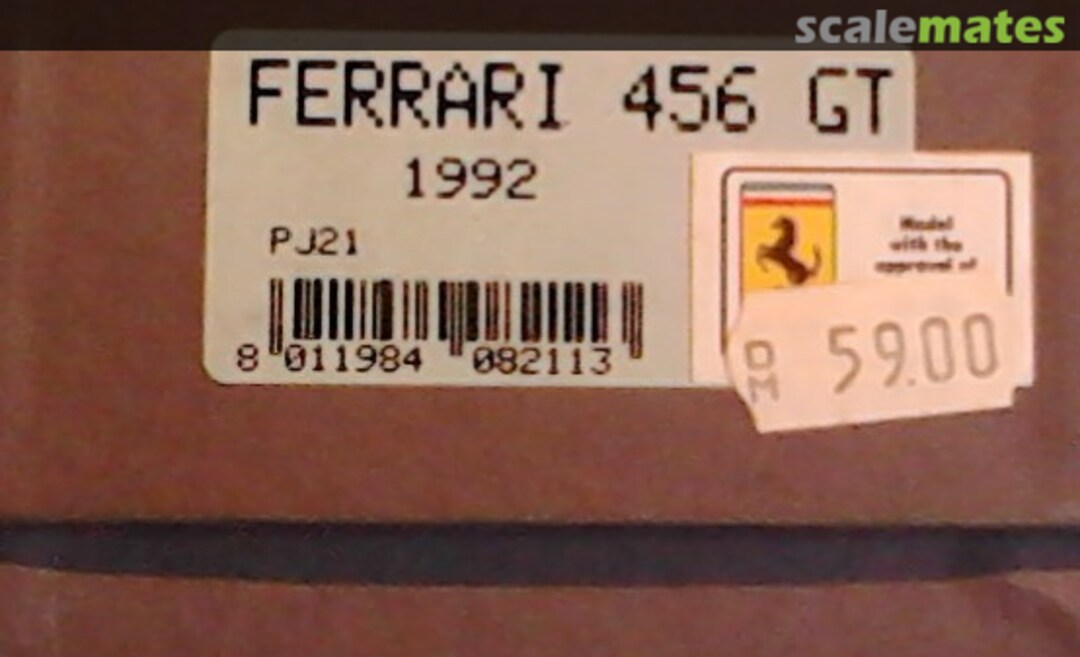 scalemates
FERRARI 456 GT
1992
PJ21
8 011984 082113
Model
with the
approval of
DM 59.00